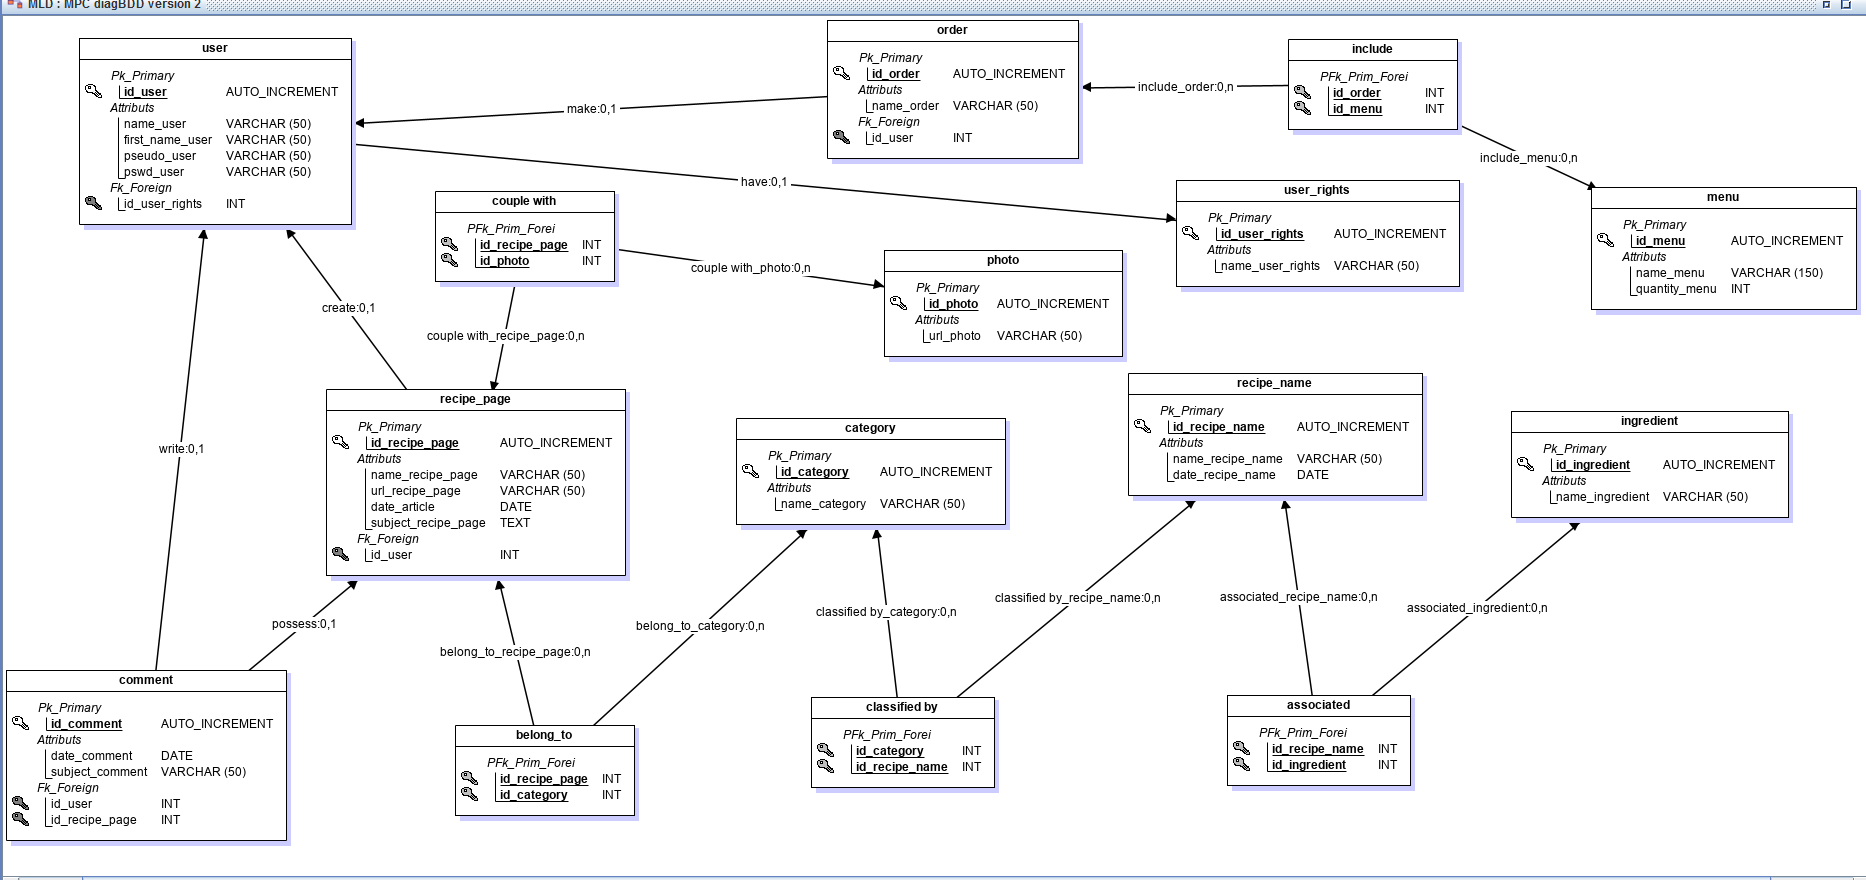 MLD : MPC diagBDD version 2
user
Pk_Primary
id_user AUTO_INCREMENT
Attributs
name_user VARCHAR (50)
first_name_user VARCHAR (50)
pseudo_user VARCHAR (50)
pswd_user VARCHAR (50)
Fk_Foreign
id_user_rights INT
order
Pk_Primary
id_order AUTO_INCREMENT
Attributs
name_order VARCHAR (50)
Fk_Foreign
id_user INT
include
PFk_Prim_Forei
id_order INT
id_menu INT
make:0,1
include_order:0,n
include_menu:0,n
have:0,1
couple with
PFk_Prim_Forei
id_recipe_page INT
id_photo INT
user_rights
Pk_Primary
id_user_rights AUTO_INCREMENT
Attributs
name_user_rights VARCHAR (50)
menu
Pk_Primary
id_menu AUTO_INCREMENT
Attributs
name_menu VARCHAR (150)
quantity_menu INT
couple with_photo:0,n
photo
Pk_Primary
id_photo AUTO_INCREMENT
Attributs
url_photo VARCHAR (50)
create:0,1
couple with_recipe_page:0,n
recipe_page
Pk_Primary
id_recipe_page AUTO_INCREMENT
Attributs
name_recipe_page VARCHAR (50)
url_recipe_page VARCHAR (50)
date_article DATE
subject_recipe_page TEXT
Fk_Foreign
id_user INT
category
Pk_Primary
id_category AUTO_INCREMENT
Attributs
name_category VARCHAR (50)
recipe_name
Pk_Primary
id_recipe_name AUTO_INCREMENT
Attributs
name_recipe_name VARCHAR (50)
date_recipe_name DATE
ingredient
Pk_Primary
id_ingredient AUTO_INCREMENT
Attributs
name_ingredient VARCHAR (50)
write:0,1
possess:0,1
belong_to_recipe_page:0,n
belong_to_category:0,n
classified by_category:0,n
classified by_recipe_name:0,n
associated_recipe_name:0,n
associated_ingredient:0,n
comment
Pk_Primary
id_comment AUTO_INCREMENT
Attributs
date_comment DATE
subject_comment VARCHAR (50)
Fk_Foreign
id_user INT
id_recipe_page INT
belong_to
PFk_Prim_Forei
id_recipe_page INT
id_category INT
classified by
PFk_Prim_Forei
id_category INT
id_recipe_name INT
associated
PFk_Prim_Forei
id_recipe_name INT
id_ingredient INT